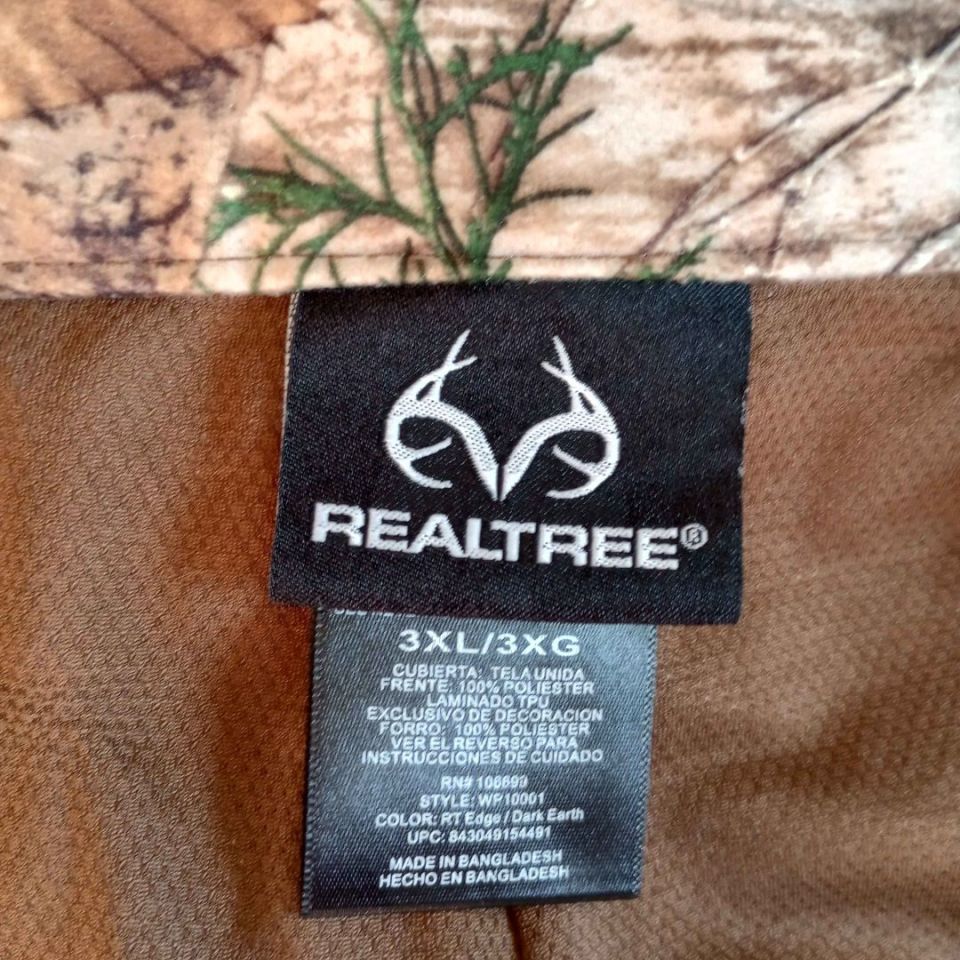 REALTREE®
3XL/3XG
CUBIERTA: TELA UNIDA
FRENTE: 100% POLIESTER
LAMINADO TPU
EXCLUSIVO DE DECORACION
FORRO: 100% POLIESTER
VER EL REVERSO PARA
INSTRUCCIONES DE CUIDADO
RN# 106699
STYLE: WP10001
COLOR: RT Edge / Dark Earth
UPC: 843049154491
MADE IN BANGLADESH
HECHO EN BANGLADESH